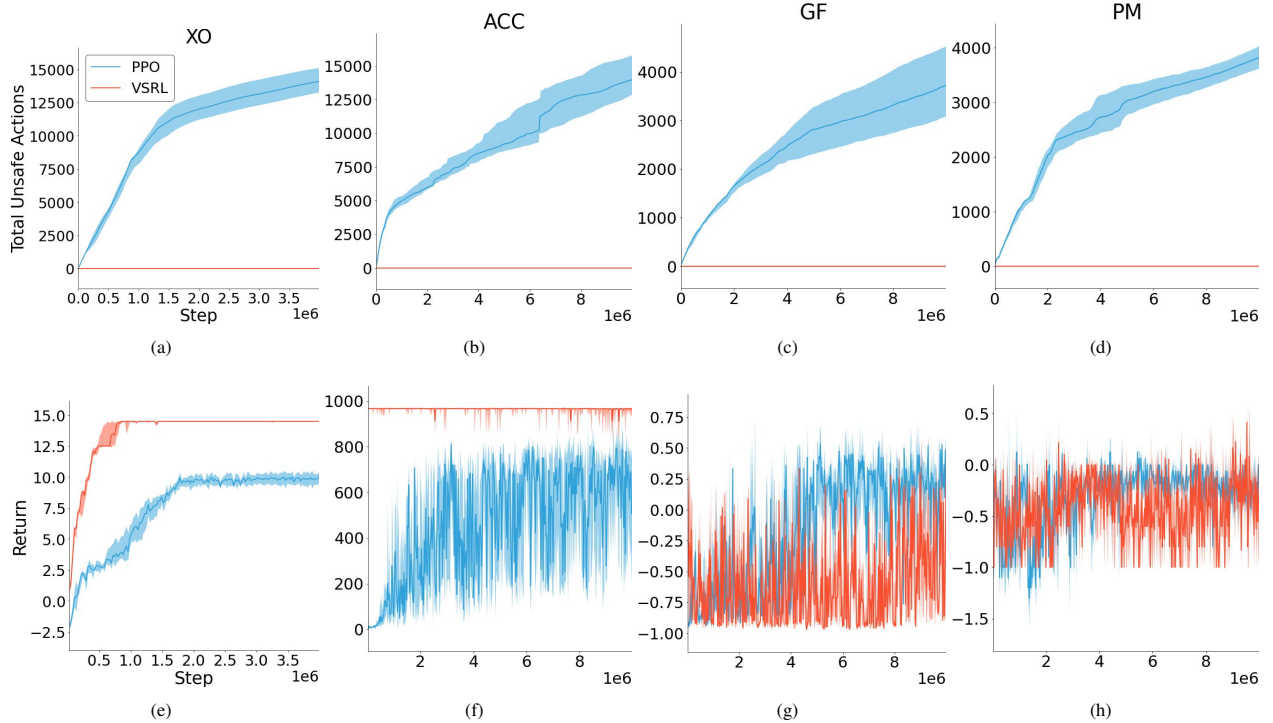 XO
ACC
GF
PM
PPO
VSRL
Total Unsafe Actions
15000
12500
10000
7500
5000
2500
0
0.0 0.5 1.0 1.5 2.0 2.5 3.0 3.5
Step
1e6
15000
12500
10000
7500
5000
2500
0
0 2 4 6 8
1e6
4000
3000
2000
1000
0
0 2 4 6 8
1e6
4000
3000
2000
1000
0
0 2 4 6 8
1e6
(a)
(b)
(c)
(d)
Return
15.0
12.5
10.0
7.5
5.0
2.5
0.0
−2.5
0.5 1.0 1.5 2.0 2.5 3.0 3.5
Step
1e6
1000
800
600
400
200
0
2 4 6 8
1e6
0.75
0.50
0.25
0.00
−0.25
−0.50
−0.75
−1.00
2 4 6 8
1e6
0.5
0.0
−0.5
−1.0
−1.5
2 4 6 8
1e6
(e)
(f)
(g)
(h)